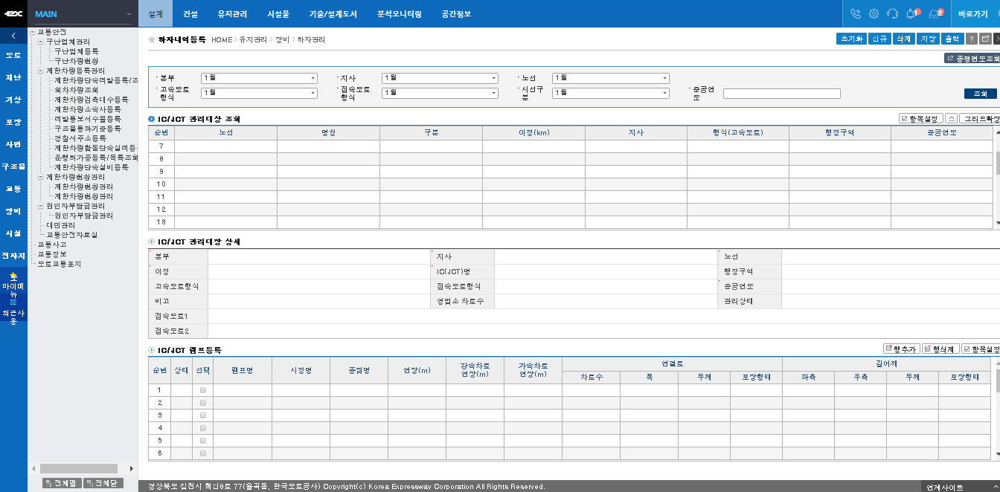 ex MAIN 설계 건설 유지관리 시설물 기술/설계도서 분석모니터링 공간정보 1 2 바로가기
도로
재난
기상
포장
사면
구조물
교통
장비
시설
전자지도
마이메뉴
최근사용
교통안전
구난업체관리
구난업체등록
구난차량현황
제한차량등록관리
제한차량단속적발등록/조
회차차량조회
제한차량검측대수등록
제한차량소속사등록
적발통보서수불등록
구조물통과기준등록
경찰서주소등록
제한차량합동단속실적등
운행허가증등록/목록조회
제한차량단속설비등록
제한차량현황관리
제한차량현황관리
제한차량현황관리
원인자부담금관리
원인자부담금관리
대민관리
교통안전자료실
교통사고
교통정보
도로교통표지
전체펼 전체닫
하자내역등록 HOME > 유지관리 > 장비 > 하자관리
초기화 신규 삭제 저장 출력 ?
종평면도조회
본부 1월 지사 1월 노선 1월
고속도로형식 1월 접속도로형식 1월 시선구분 1월 준공연도 조회
IC/JCT 관리대상 조회 항목설정 그리드확장
순번 노선 명칭 구분 이정(km) 지사 형식(고속도로) 행정구역 준공연도
7
8
9
10
11
12
13
IC/JCT 관리대장 상세
본부 지사 노선
이정 IC(JCT)명 행정구역
고속도로형식 접속도로형식 준공연도
비고 영업소 차로수 관리상태
접속도로1
접속도로2
IC/JCT 램프등록 행추가 행삭제 항목설정
순번 상태 선택 램프명 시점명 종점명 연장(m) 감속차로 연장(m) 가속차로 연장(m) 연결로 길어깨
차로수 폭 두께 포장형태 좌측 우측 두께 포장형태
1
2
3
4
5
6
경상북도 김천시 혁신8로 77(율곡동, 한국도로공사) Copyright(c) Korea Expressway Corporation All Rights Reserved. 연계사이트